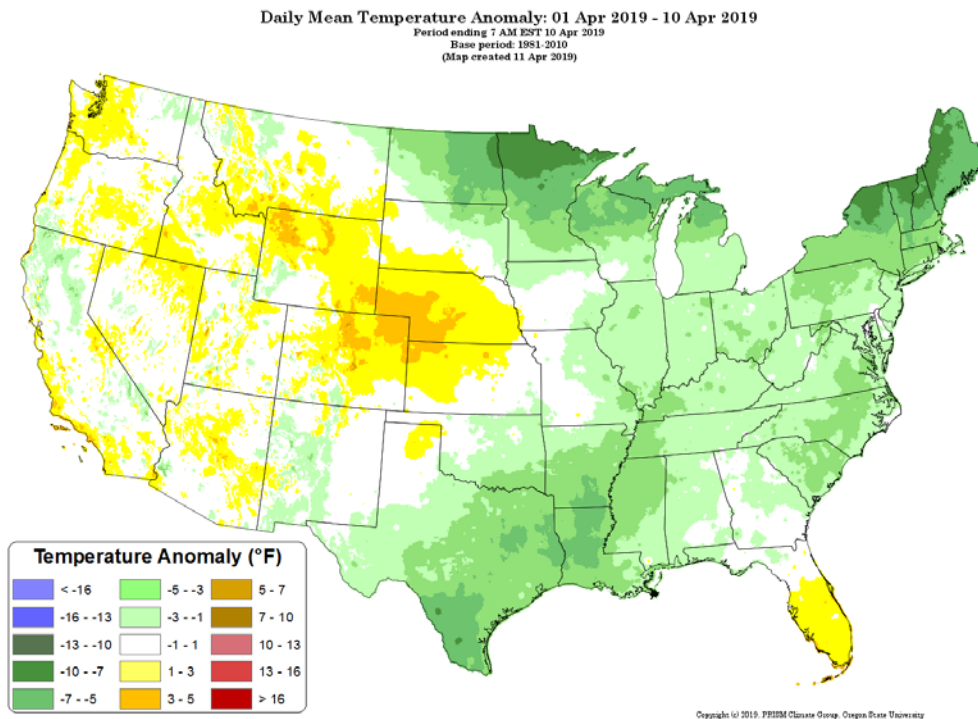 Daily Mean Temperature Anomaly: 01 Apr 2019 - 10 Apr 2019
Period ending 7 AM EST 10 Apr 2019
Base period: 1981-2010
(Map created 11 Apr 2019)
Temperature Anomaly (°F)
< -16
-16 - -13
-13 - -10
-10 - -7
-7 - -5
-5 - -3
-3 - -1
-1 - 1
1 - 3
3 - 5
5 - 7
7 - 10
10 - 13
13 - 16
> 16
Copyright (c) 2019, PRISM Climate Group, Oregon State University